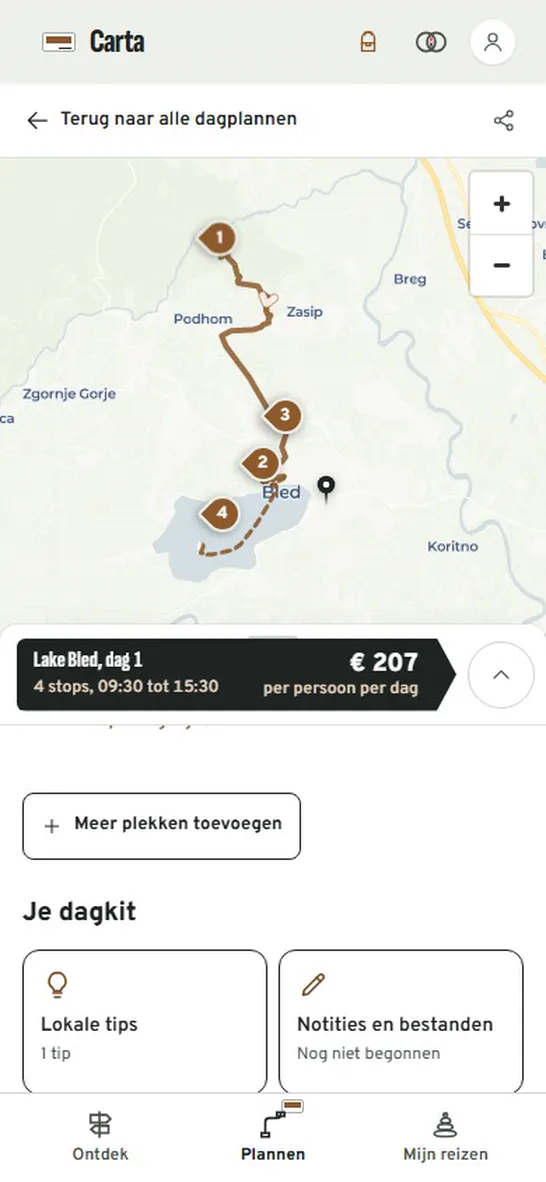 Carta
Terug naar alle dagplannen
1
Breg
Podhom
Zasip
Zgornje Gorje
ca
3
2
Bled
4
Koritno
Lake Bled, dag 1
€ 207
4 stops, 09:30 tot 15:30
per persoon per dag
Meer plekken toevoegen
Je dagkit
Lokale tips
1 tip
Notities en bestanden
Nog niet begonnen
Ontdek
Plannen
Mijn reizen